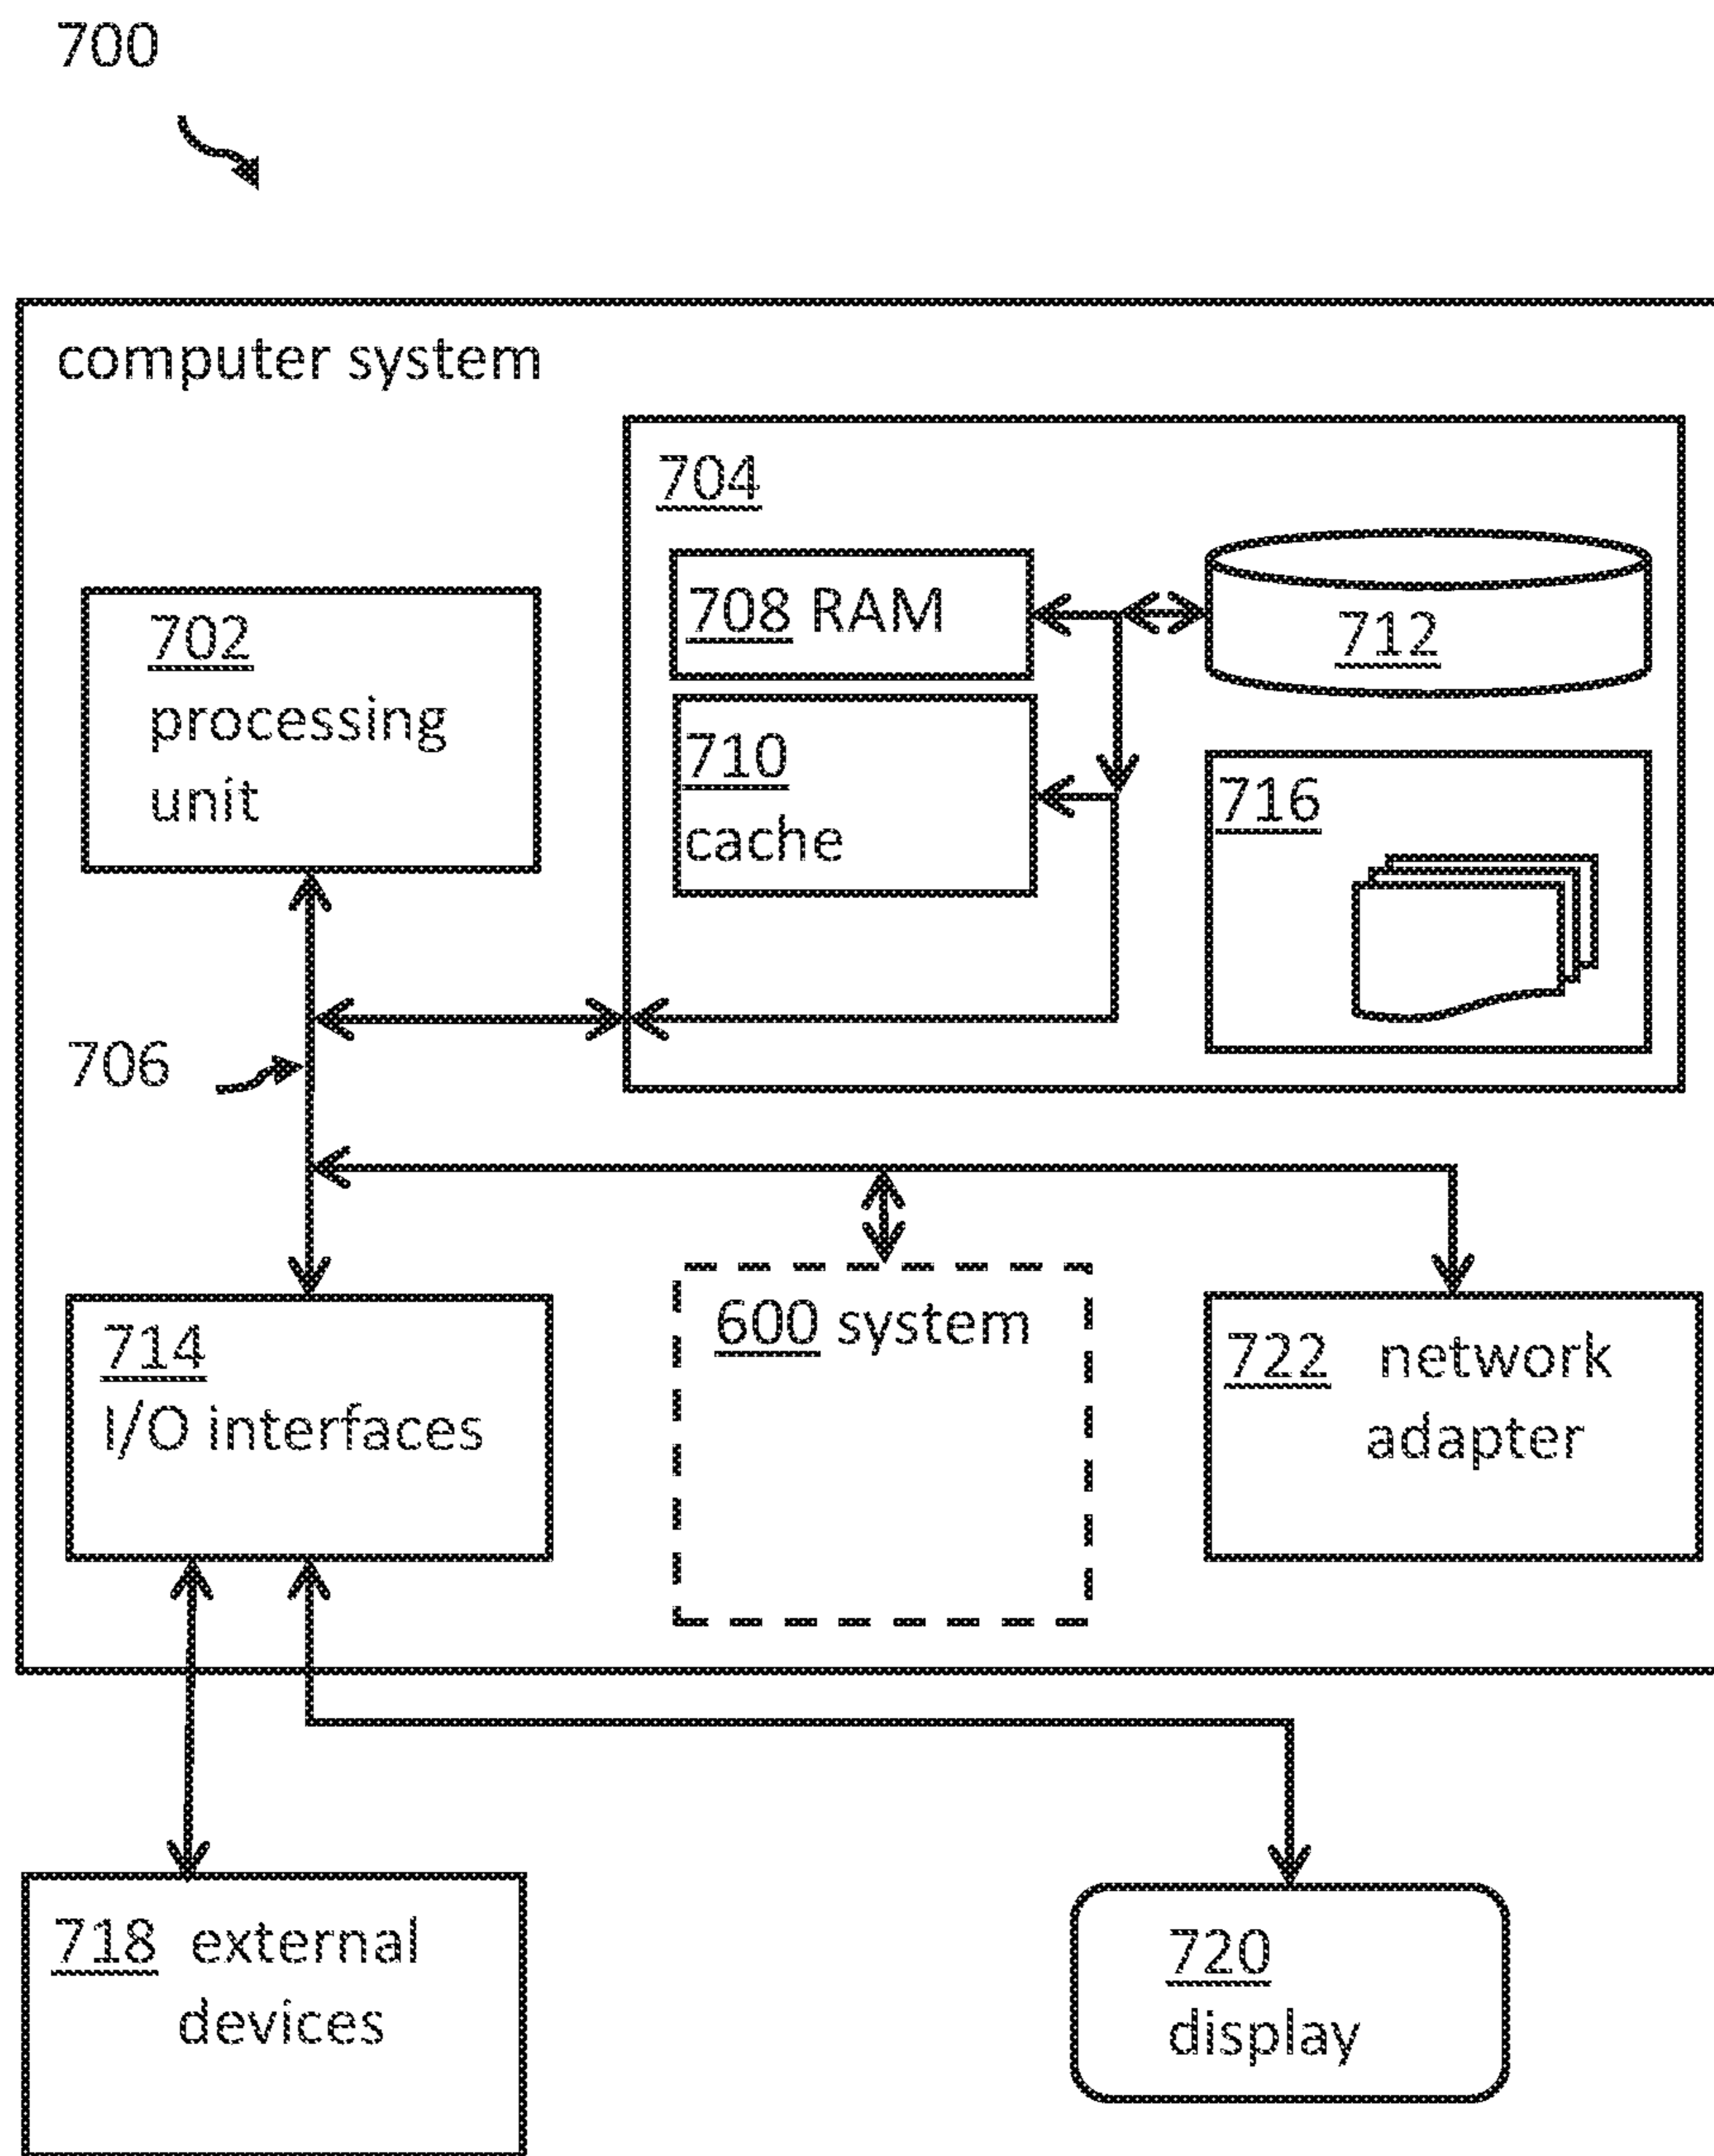 700
computer system
704
708 RAM
712
702
processing
unit
710
cache
716
706
714
I/O interfaces
600 system
722 network
adapter
718 external
devices
720
display